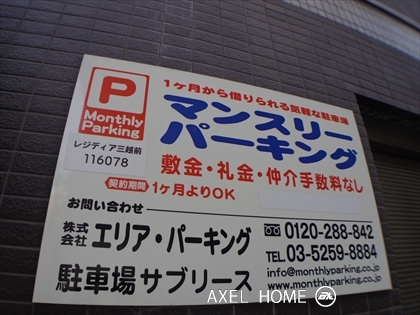 P
Monthly
Parking
レジディア三越前
116078
1ヶ月から借りられる気軽な駐車場
マンスリー
パーキング
敷金・礼金・仲介手数料なし
契約期間 1ヶ月よりOK
お問い合わせ
株式会社 エリア・パーキング
駐車場サブリース
0120-288-842
TEL.03-5259-8884
info@monthlyparking.co.jp
monthlyparking.co.jp
AXEL HOME